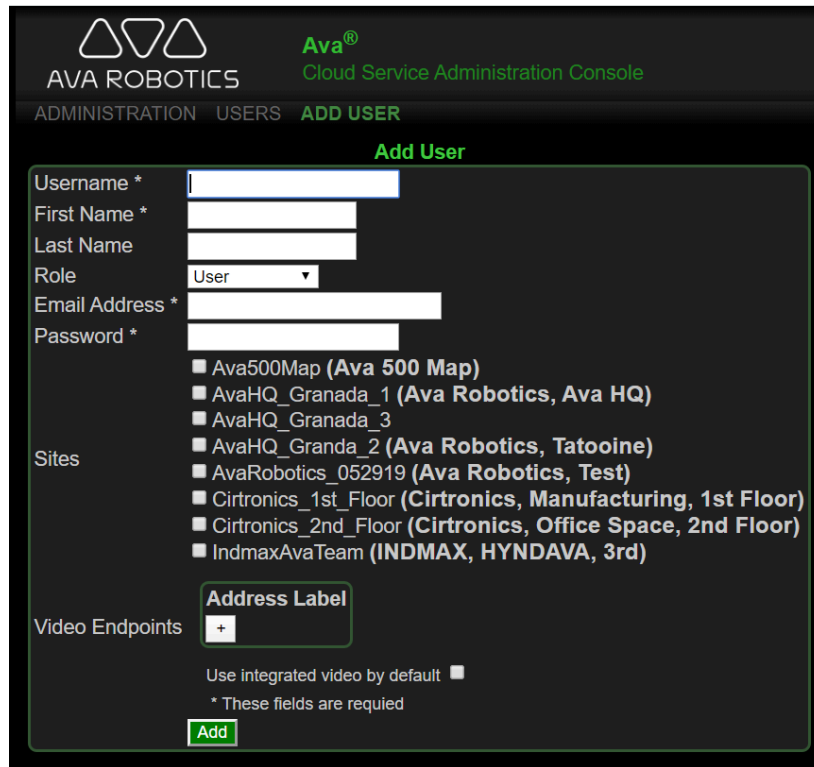 AVA ROBOTICS
Ava®
Cloud Service Administration Console
ADMINISTRATION USERS ADD USER
Add User
Username *
First Name *
Last Name
Role User
Email Address *
Password *
Sites
Ava500Map (Ava 500 Map)
AvaHQ_Granada_1 (Ava Robotics, Ava HQ)
AvaHQ_Granada_3
AvaHQ_Granda_2 (Ava Robotics, Tatooine)
AvaRobotics_052919 (Ava Robotics, Test)
Cirtronics_1st_Floor (Cirtronics, Manufacturing, 1st Floor)
Cirtronics_2nd_Floor (Cirtronics, Office Space, 2nd Floor)
IndmaxAvaTeam (INDMAX, HYNDAVA, 3rd)
Video Endpoints
Address Label
+
Use integrated video by default
* These fields are requied
Add